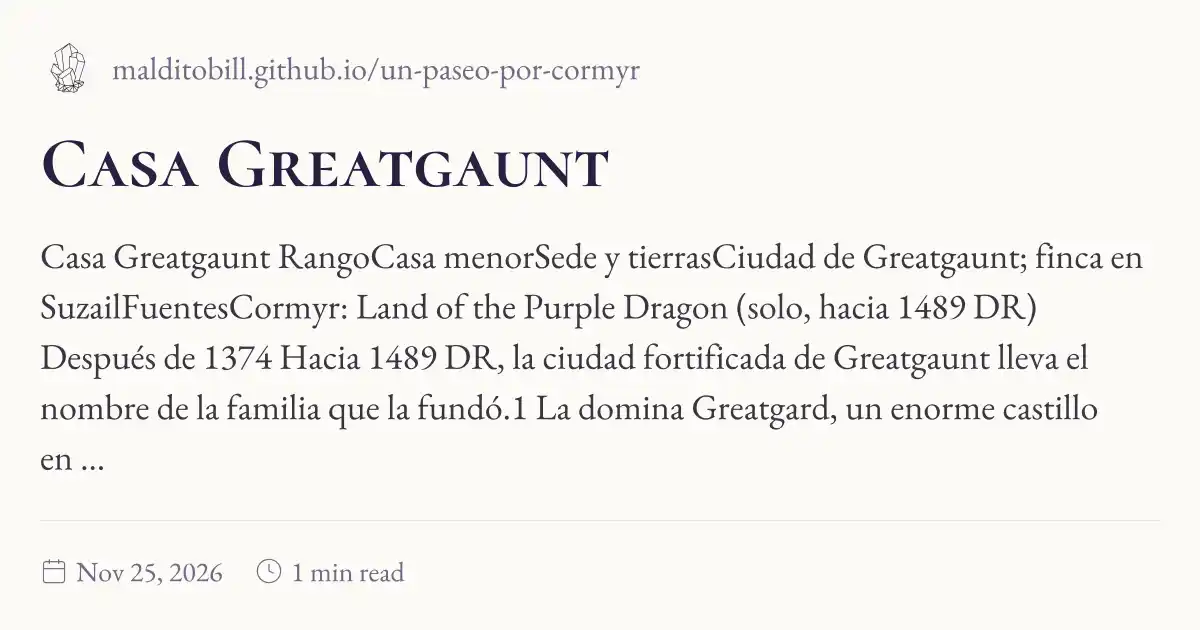 malditobill.github.io/un-paseo-por-cormyr
Casa Greatgaunt
Casa Greatgaunt RangoCasa menorSede y tierrasCiudad de Greatgaunt; finca en
SuzailFuentesCormyr: Land of the Purple Dragon (solo, hacia 1489 DR)
Después de 1374 Hacia 1489 DR, la ciudad fortificada de Greatgaunt lleva el
nombre de la familia que la fundó.1 La domina Greatgard, un enorme castillo
en ...
Nov 25, 2026 1 min read